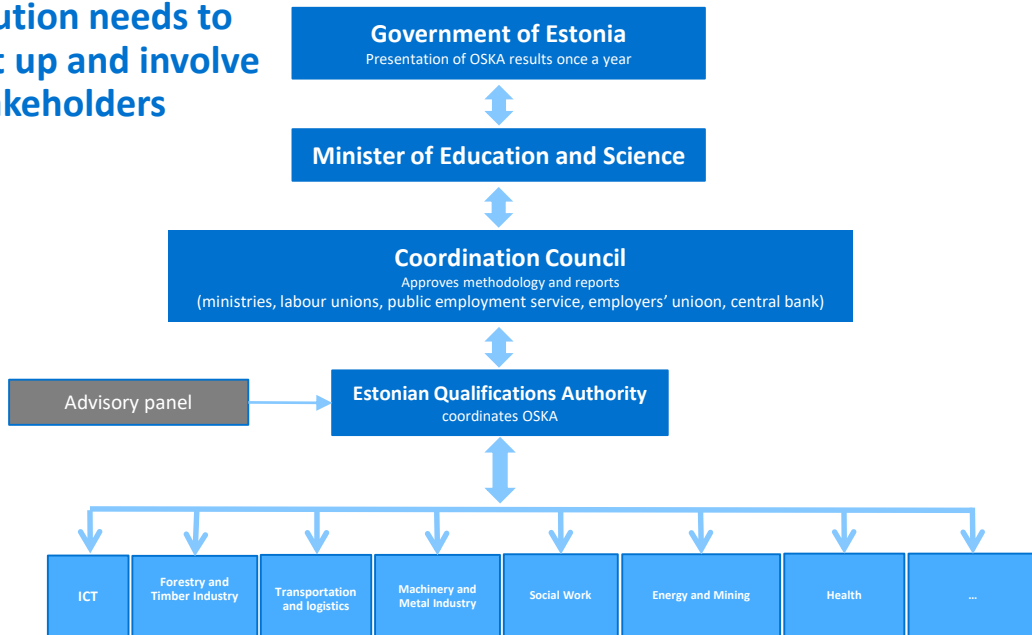 ution needs to
t up and involve
akeholders
Government of Estonia
Presentation of OSKA results once a year
Minister of Education and Science
Coordination Council
Approves methodology and reports
(ministries, labour unions, public employment service, employers’ unioon, central bank)
Advisory panel
Estonian Qualifications Authority
coordinates OSKA
ICT
Forestry and
Timber Industry
Transportation
and logistics
Machinery and
Metal Industry
Social Work
Energy and Mining
Health
...